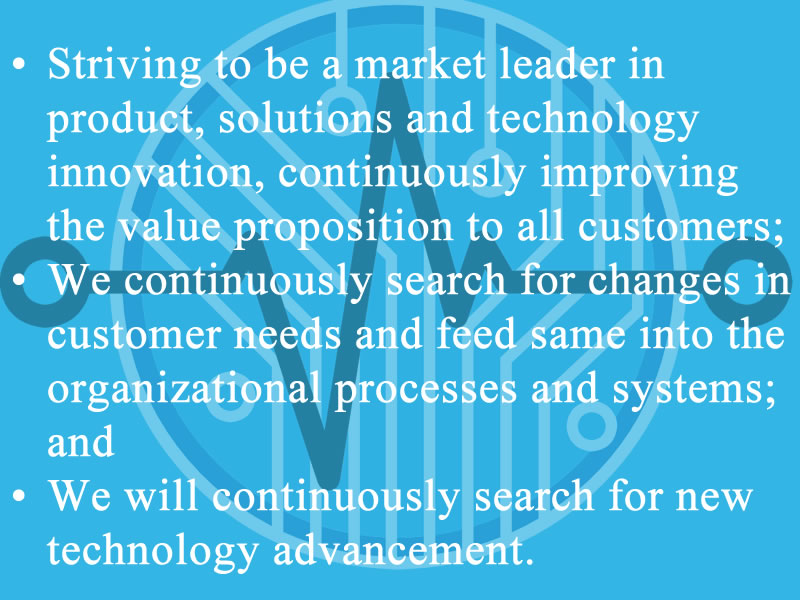 • Striving to be a market leader in
product, solutions and technology
innovation, continuously improving
the value proposition to all customers;
• We continuously search for changes in
customer needs and feed same into the
organizational processes and systems;
and
• We will continuously search for new
technology advancement.